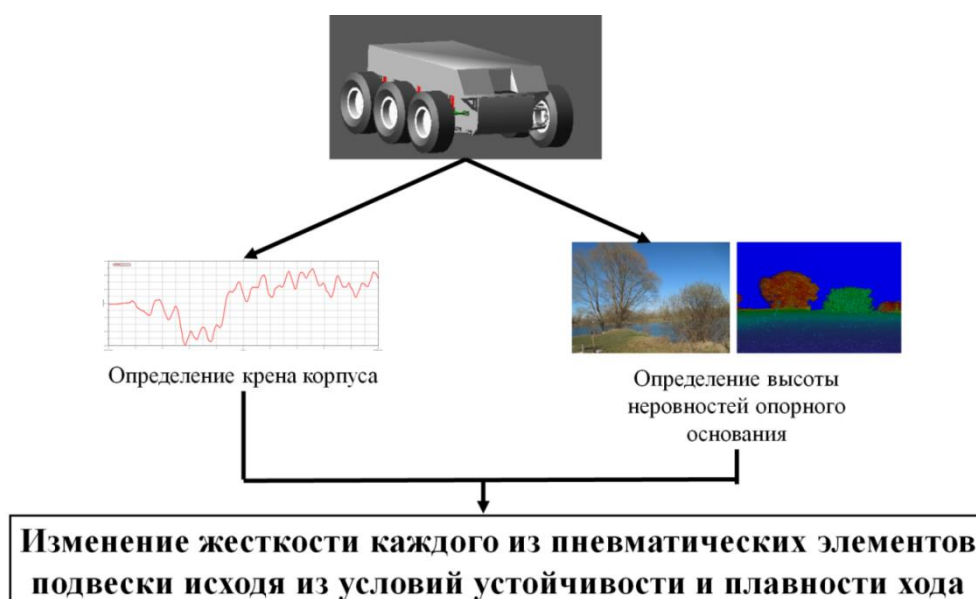 Определение крена корпуса
Определение высоты
неровностей опорного
основания
Изменение жесткости каждого из пневматических элементов
подвески исходя из условий устойчивости и плавности хода